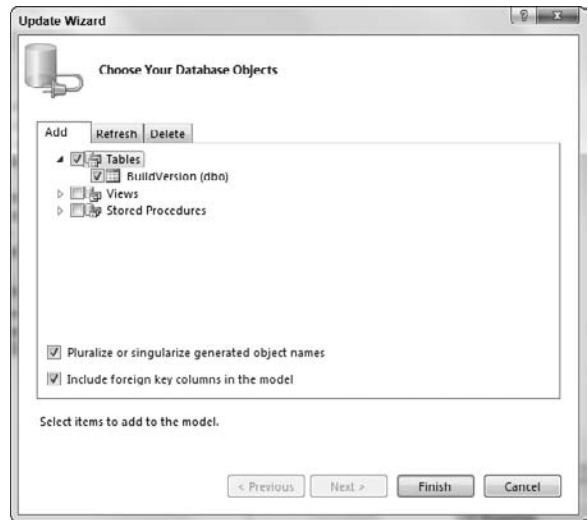 Update Wizard
Choose Your Database Objects
Add Refresh Delete
Tables
BuildVersion (dbo)
Views
Stored Procedures
Pluralize or singularize generated object names
Include foreign key columns in the model
Select items to add to the model.
< Previous Next > Finish Cancel